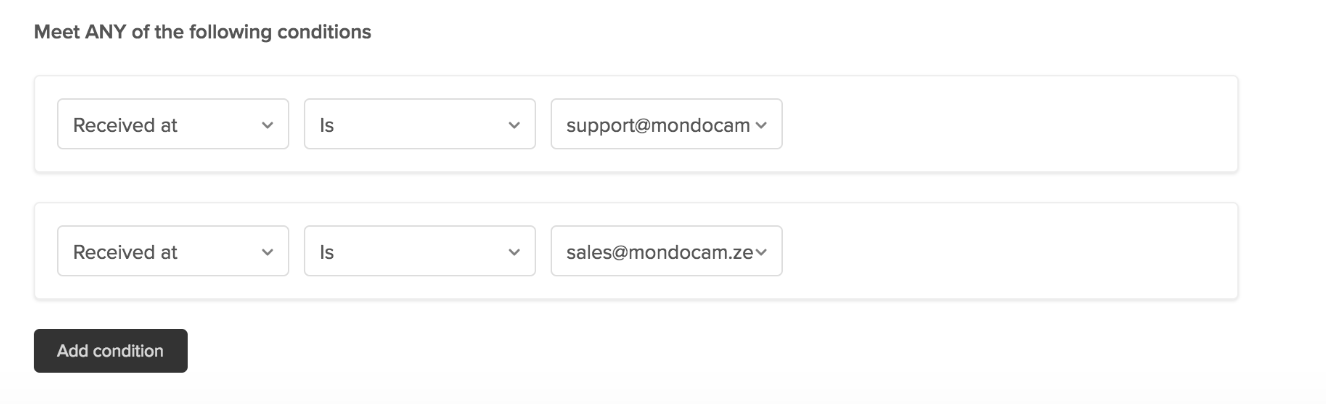 Meet ANY of the following conditions
Received at Is support@mondocam
Received at Is sales@mondocam.ze
Add condition